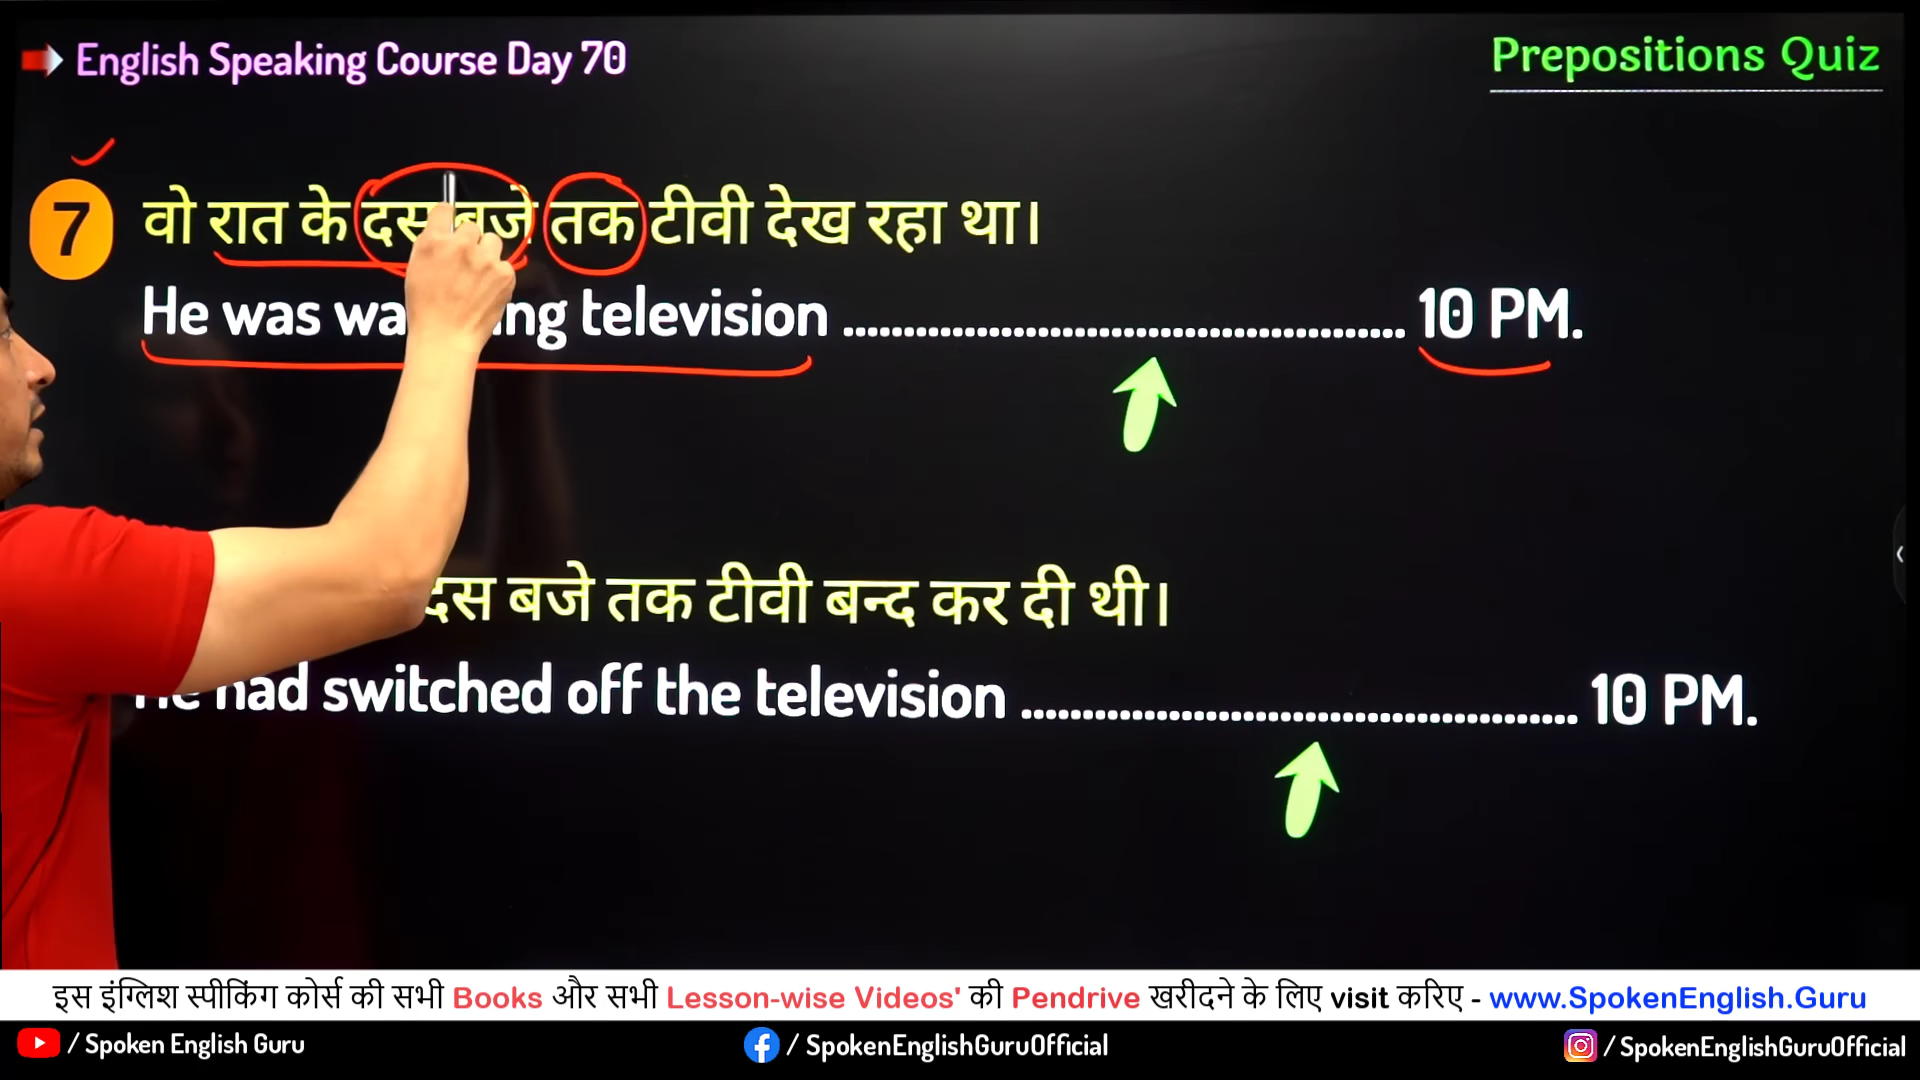 English Speaking Course Day 70
Prepositions Quiz
7
वो रात के दस बजे तक टीवी देख रहा था।
He was television ........................................ 10 PM.
दस बजे तक टीवी बन्द कर दी थी।
He had switched off the television ........................................ 10 PM.
इस इंग्लिश स्पीकिंग कोर्स की सभी Books और सभी Lesson-wise Videos' की Pendrive खरीदने के लिए visit करिए - www.SpokenEnglish.Guru
/ Spoken English Guru
/ SpokenEnglishGuruOfficial
/ SpokenEnglishGuruOfficial